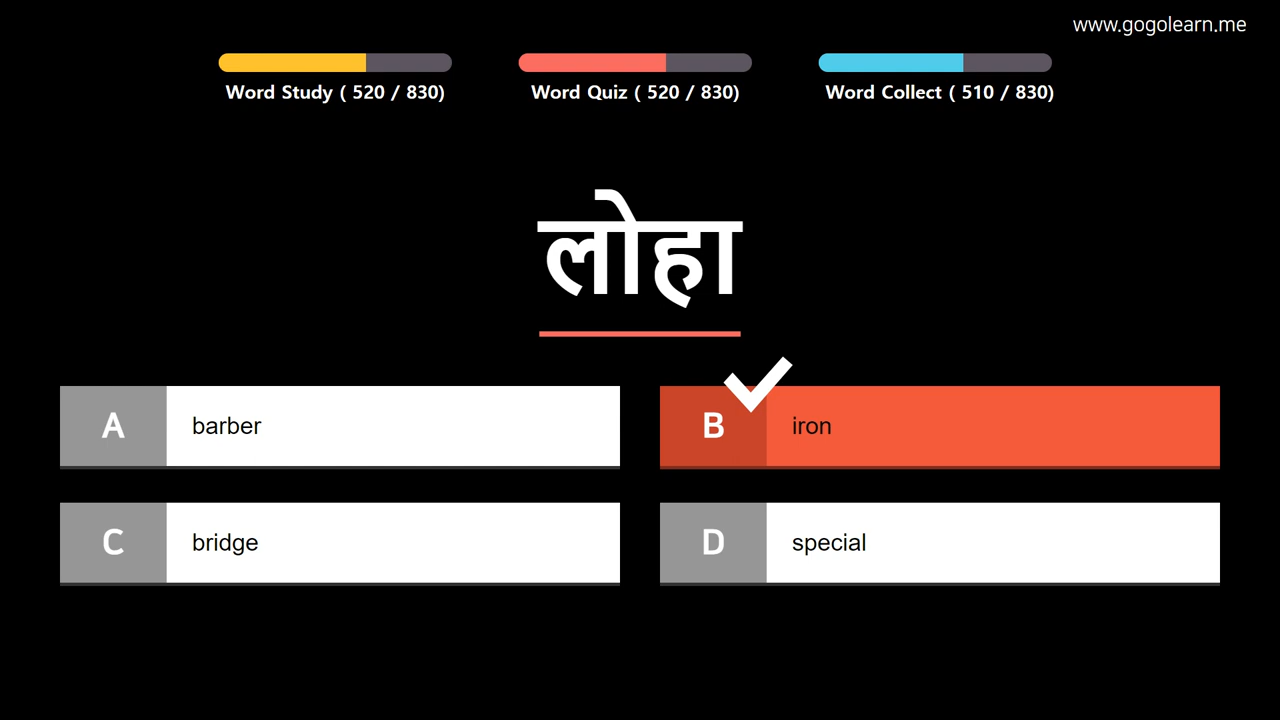 www.gogolearn.me
Word Study ( 520 / 830)
Word Quiz ( 520 / 830)
Word Collect ( 510 / 830)
लोहा
A barber
B iron
C bridge
D special